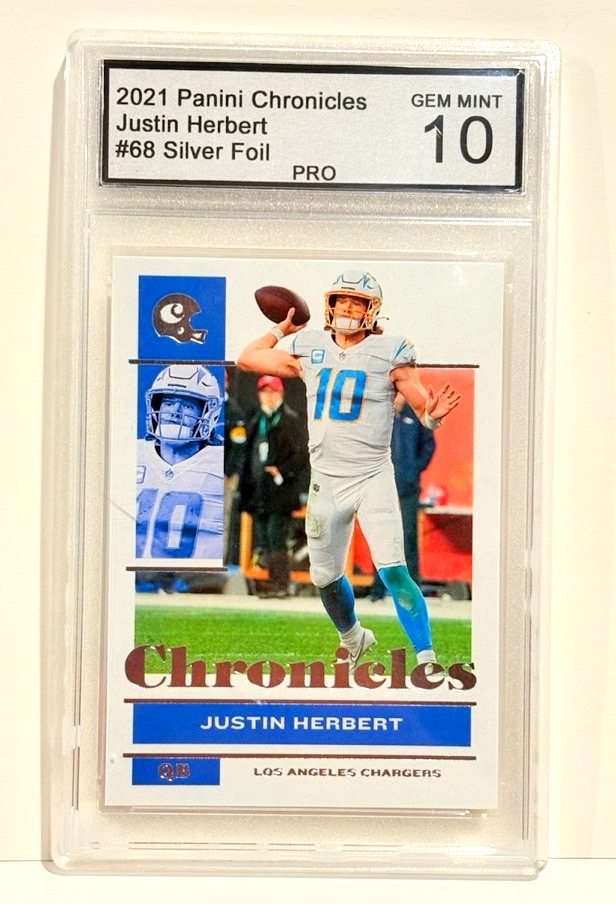 2021 Panini Chronicles
Justin Herbert
#68 Silver Foil
PRO
GEM MINT
10
C
10
10
Chronicles
JUSTIN HERBERT
QB
LOS ANGELES CHARGERS